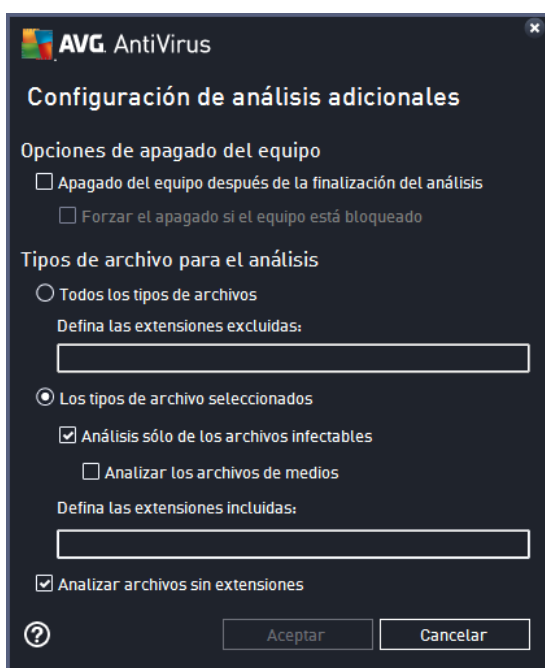 AVG. AntiVirus
Configuración de análisis adicionales
Opciones de apagado del equipo
Apagado del equipo después de la finalización del análisis
Forzar el apagado si el equipo está bloqueado
Tipos de archivo para el análisis
Todos los tipos de archivos
Defina las extensiones excluidas:
Los tipos de archivo seleccionados
Análisis sólo de los archivos infectables
Analizar los archivos de medios
Defina las extensiones incluidas:
Analizar archivos sin extensiones
? Aceptar Cancelar